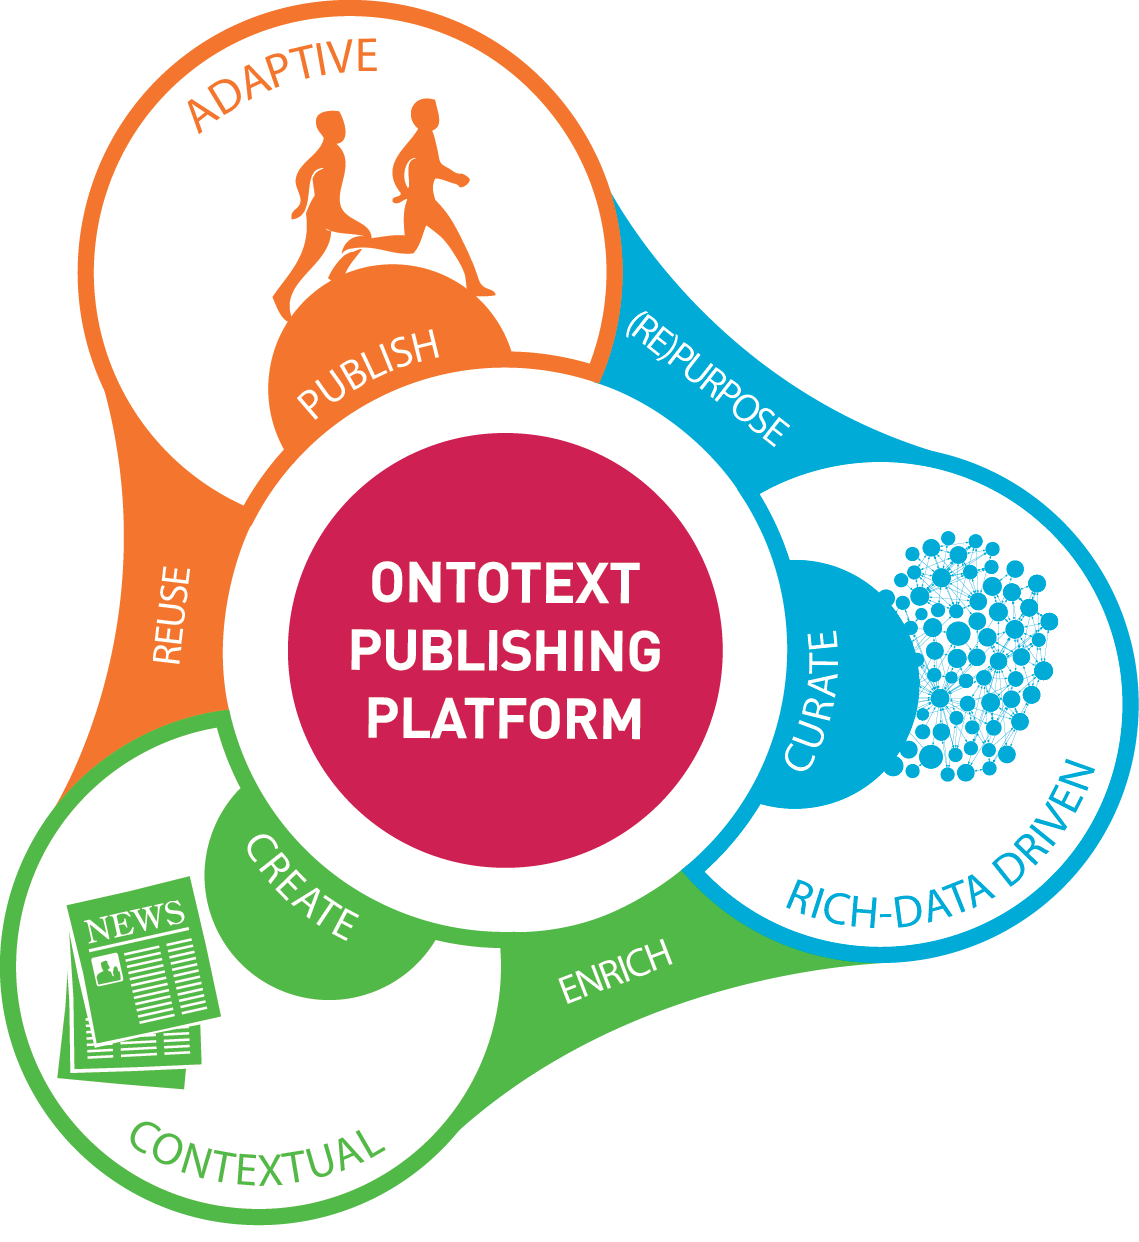 ADAPTIVE
PUBLISH
(RE)PURPOSE
REUSE
ONTOTEXT
PUBLISHING
PLATFORM
CURATE
RICH-DATA DRIVEN
CREATE
NEWS
ENRICH
CONTEXTUAL